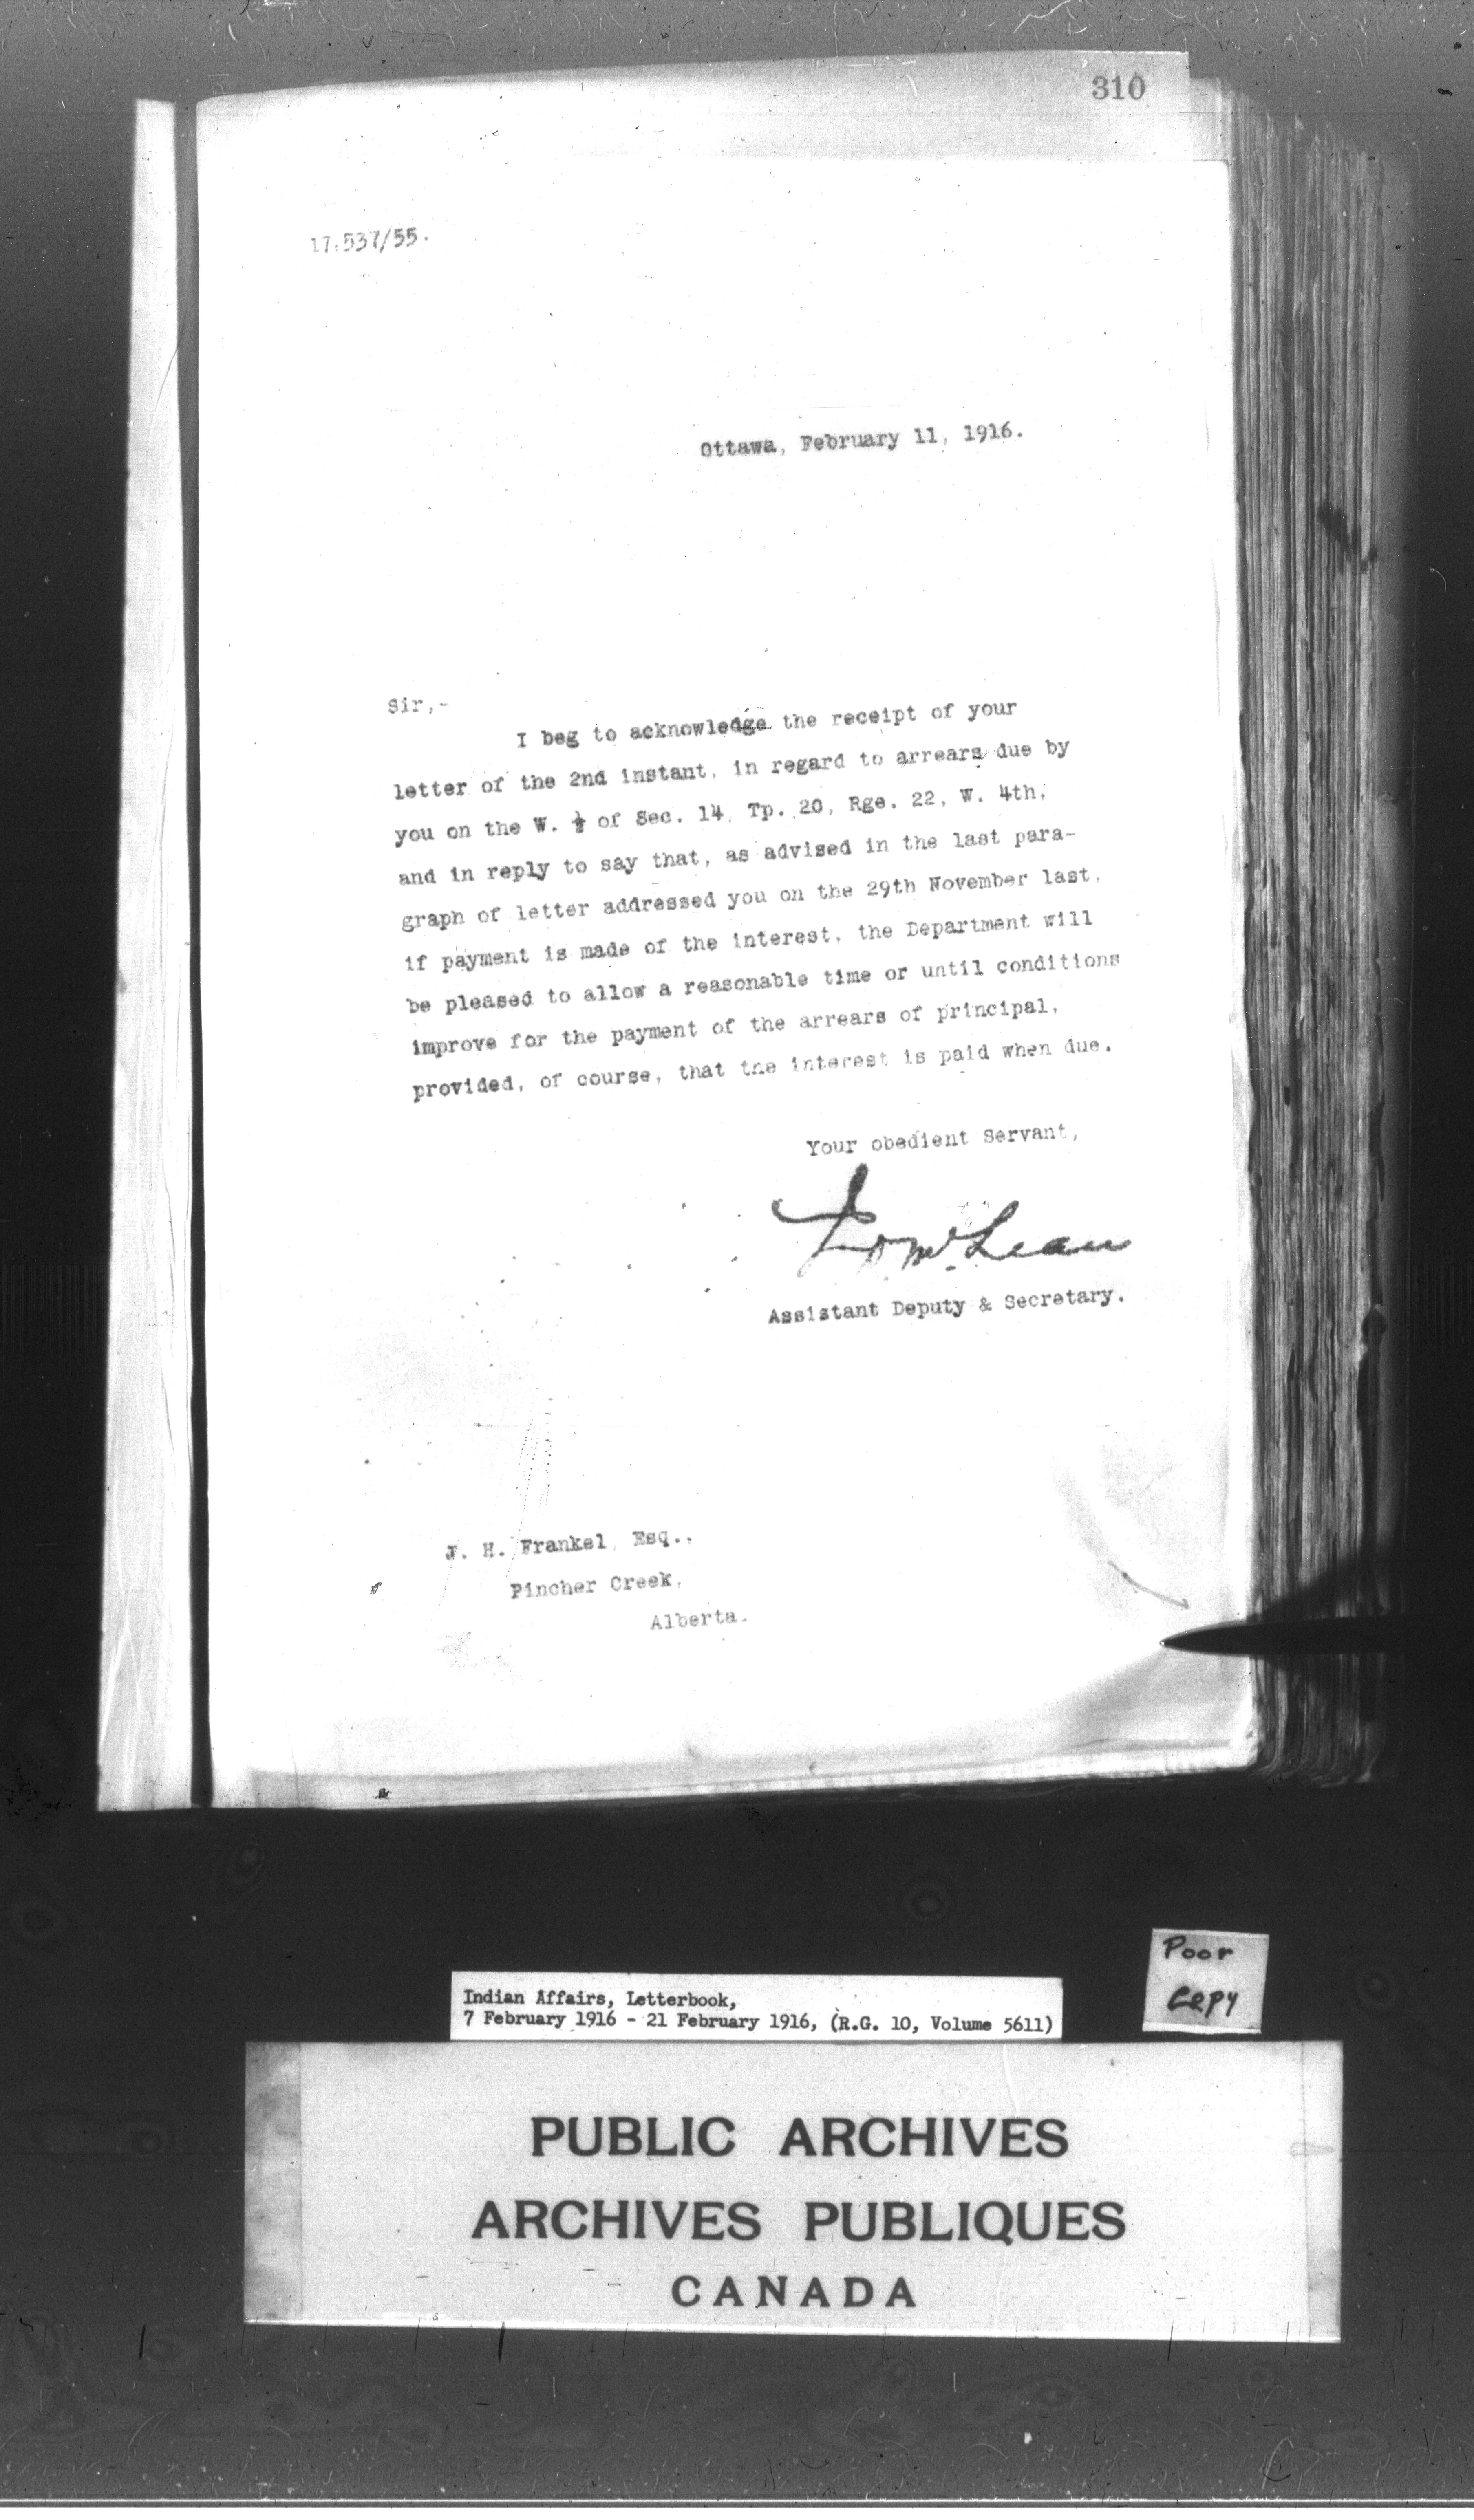 310
17,537/55.
Ottawa, February 11, 1916.
Sir,-
I beg to acknowledge the receipt of your
letter of the 2nd instant, in regard to arrears due by
you on the W. ½ of Sec. 14, Tp. 20, Rge. 22, W. 4th,
and in reply to say that, as advised in the last para-
graph of letter addressed you on the 29th November last,
if payment is made of the interest, the Department will
be pleased to allow a reasonable time or until conditions
improve for the payment of the arrears of principal,
provided, of course, that the interest is paid when due.
Your obedient Servant,
McLean
Assistant Deputy & Secretary.
J. H. Frankel, Esq.,
Pincher Creek,
Alberta.
Poor
Copy
Indian Affairs, Letterbook,
7 February 1916 - 21 February 1916, (R.G. 10, Volume 5611)
PUBLIC ARCHIVES
ARCHIVES PUBLIQUES
CANADA